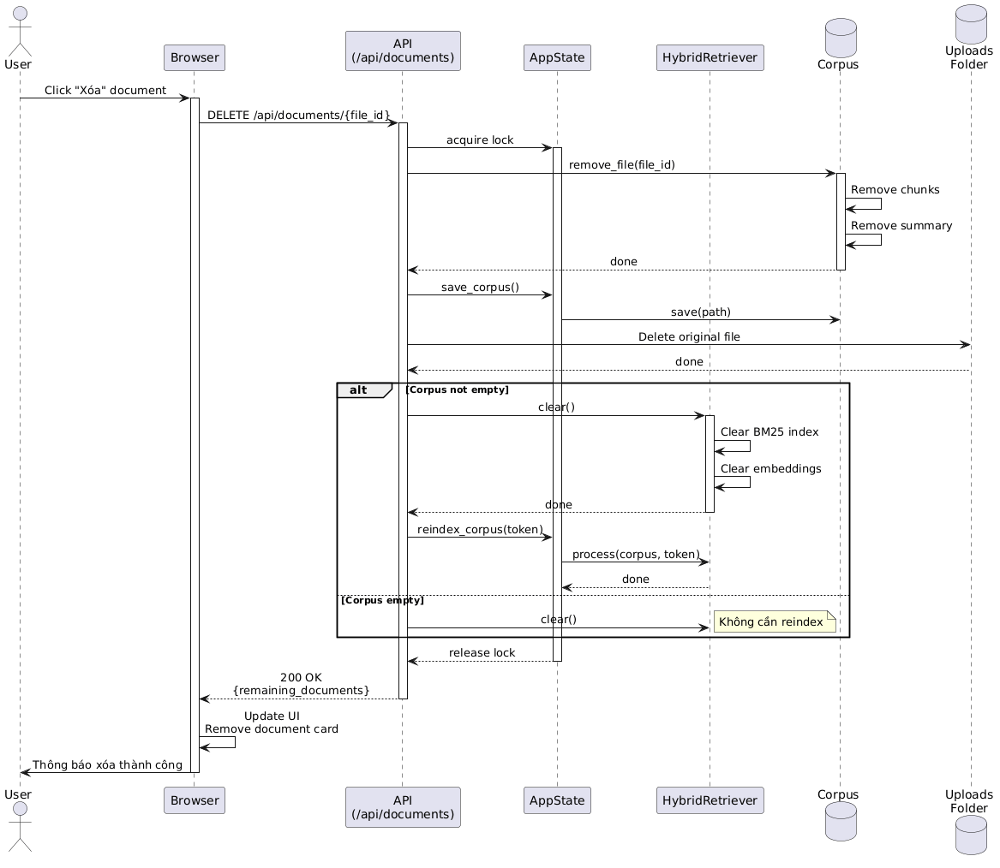 User
Browser
API
(/api/documents)
AppState
HybridRetriever
Corpus
Uploads
Folder
Click "Xóa" document
DELETE /api/documents/{file_id}
acquire lock
remove_file(file_id)
Remove chunks
Remove summary
done
save_corpus()
save(path)
Delete original file
done
alt [Corpus not empty]
clear()
Clear BM25 index
Clear embeddings
done
reindex_corpus(token)
process(corpus, token)
done
[Corpus empty]
clear()
Không cần reindex
release lock
200 OK
{remaining_documents}
Update UI
Remove document card
Thông báo xóa thành công
User
Browser
API
(/api/documents)
AppState
HybridRetriever
Corpus
Uploads
Folder